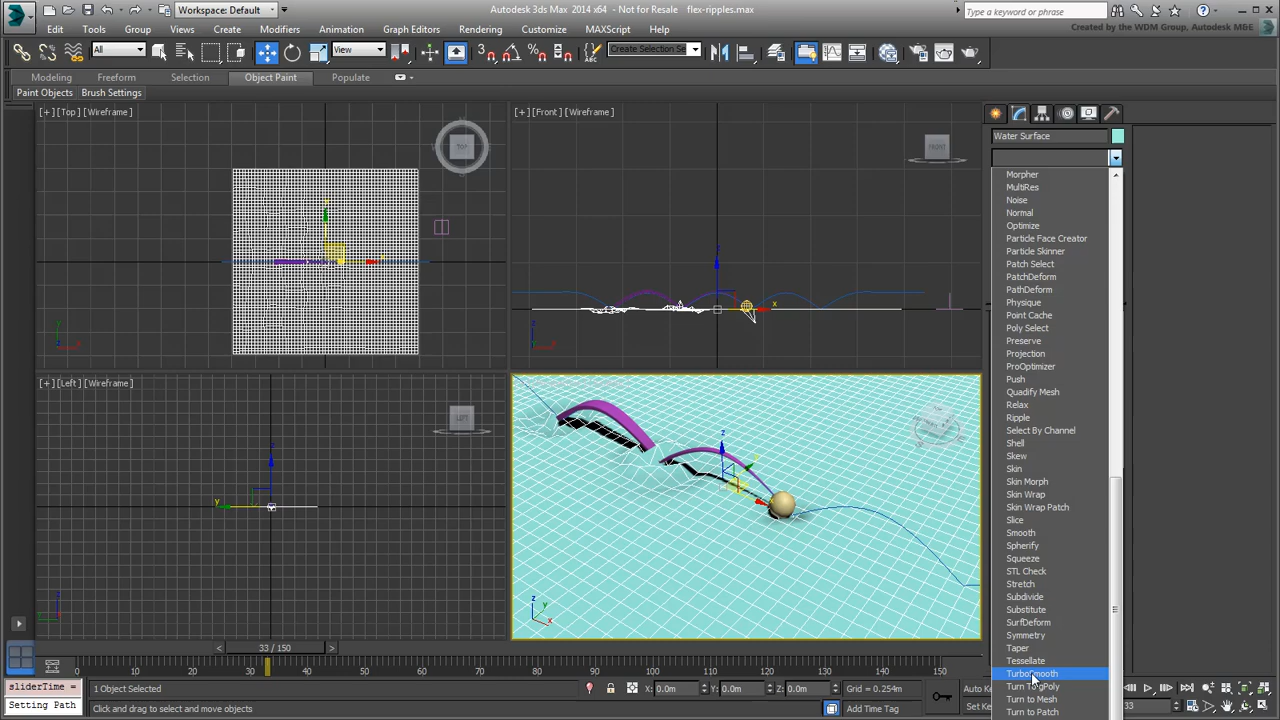 Workspace: Default
Autodesk 3ds Max 2014 x64 - Not for Resale flex-ripples.max
Type a keyword or phrase
Edit Tools Group Views Create Modifiers Animation Graph Editors Rendering Customize MAXScript Help
Created by the WDM Group, Autodesk M&E
All
View
Create Selection Se
Modeling Freeform Selection Object Paint Populate
Paint Objects Brush Settings
[+] [Top] [Wireframe]
TOP
[+] [Front] [Wireframe]
FRONT
Water Surface
Morpher
MultiRes
Noise
Normal
Optimize
Particle Face Creator
Particle Skinner
Patch Select
PatchDeform
PathDeform
Physique
Point Cache
Poly Select
Preserve
Projection
ProOptimizer
Push
Quadify Mesh
Relax
Ripple
Select By Channel
Shell
Skew
Skin
Skin Morph
Skin Wrap
Skin Wrap Patch
Slice
Smooth
Spherify
Squeeze
STL Check
Stretch
Subdivide
Substitute
SurfDeform
Symmetry
Taper
Tessellate
TurboSmooth
Turn to gPoly
Turn to Mesh
Turn to Patch
[+] [Left] [Wireframe]
LEFT
z
y
x
33 / 150
0 10 20 30 40 50 60 70 80 90 100 110 120 130 140 150
sliderTime =
Setting Path
1 Object Selected
Click and drag to select and move objects
X: 0.0m Y: 0.0m Z: 0.0m
Grid = 0.254m
Add Time Tag
Auto Ke
Set Ke
33